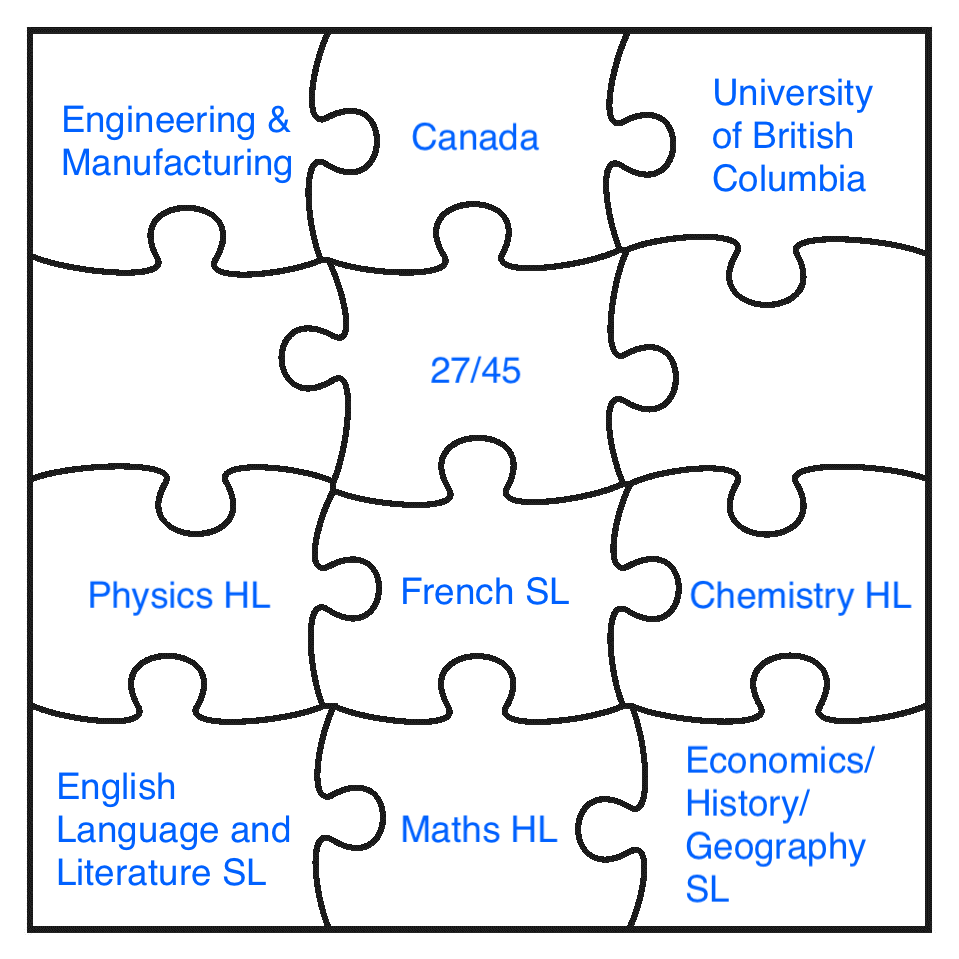 Engineering &
Manufacturing
Canada
University
of British
Columbia
27/45
Physics HL
French SL
Chemistry HL
English
Language and
Literature SL
Maths HL
Economics/
History/
Geography
SL